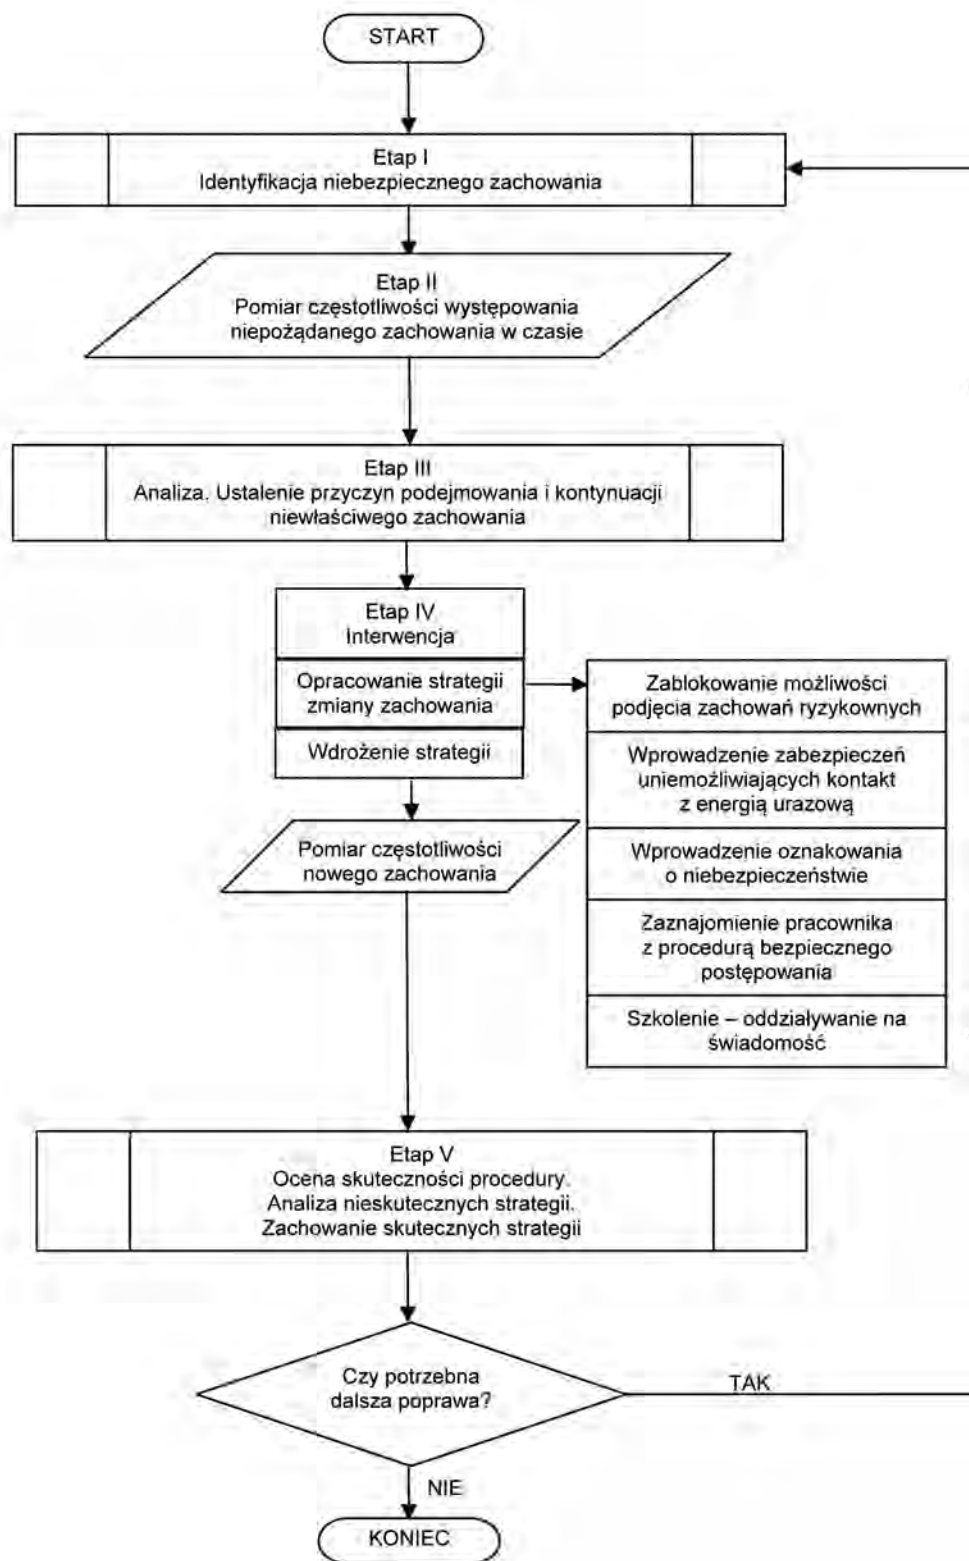 START
Etap I
Identyfikacja niebezpiecznego zachowania
Etap II
Pomiar częstotliwości występowania
niepożądanego zachowania w czasie
Etap III
Analiza. Ustalenie przyczyn podejmowania i kontynuacji
niewłaściwego zachowania
Etap IV
Interwencja
Opracowanie strategii
zmiany zachowania
Wdrożenie strategii
Zablokowanie możliwości
podjęcia zachowań ryzykownych
Wprowadzenie zabezpieczeń
uniemożliwiających kontakt
z energią urazową
Wprowadzenie oznakowania
o niebezpieczeństwie
Zaznajomienie pracownika
z procedurą bezpiecznego
postępowania
Szkolenie – oddziaływanie na
świadomość
Pomiar częstotliwości
nowego zachowania
Etap V
Ocena skuteczności procedury.
Analiza nieskutecznych strategii.
Zachowanie skutecznych strategii
Czy potrzebna
dalsza poprawa?
TAK
NIE
KONIEC